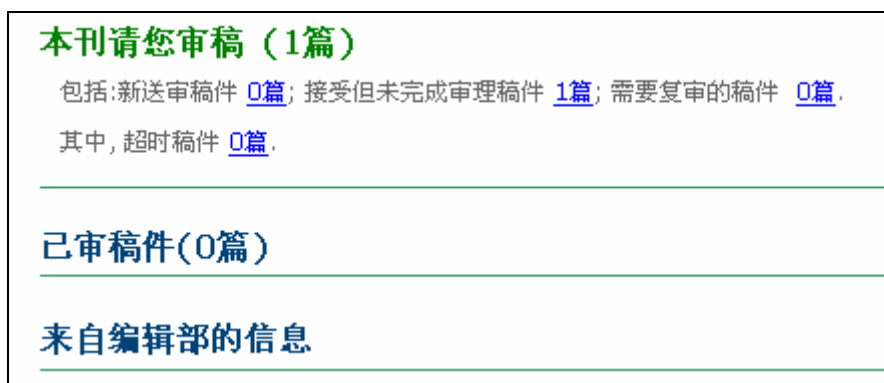 本刊请您审稿 (1篇)
包括:新送审稿件 0篇; 接受但未完成审理稿件 1篇; 需要复审的稿件 0篇.
其中, 超时稿件 0篇.
已审稿件(0篇)
来自编辑部的信息